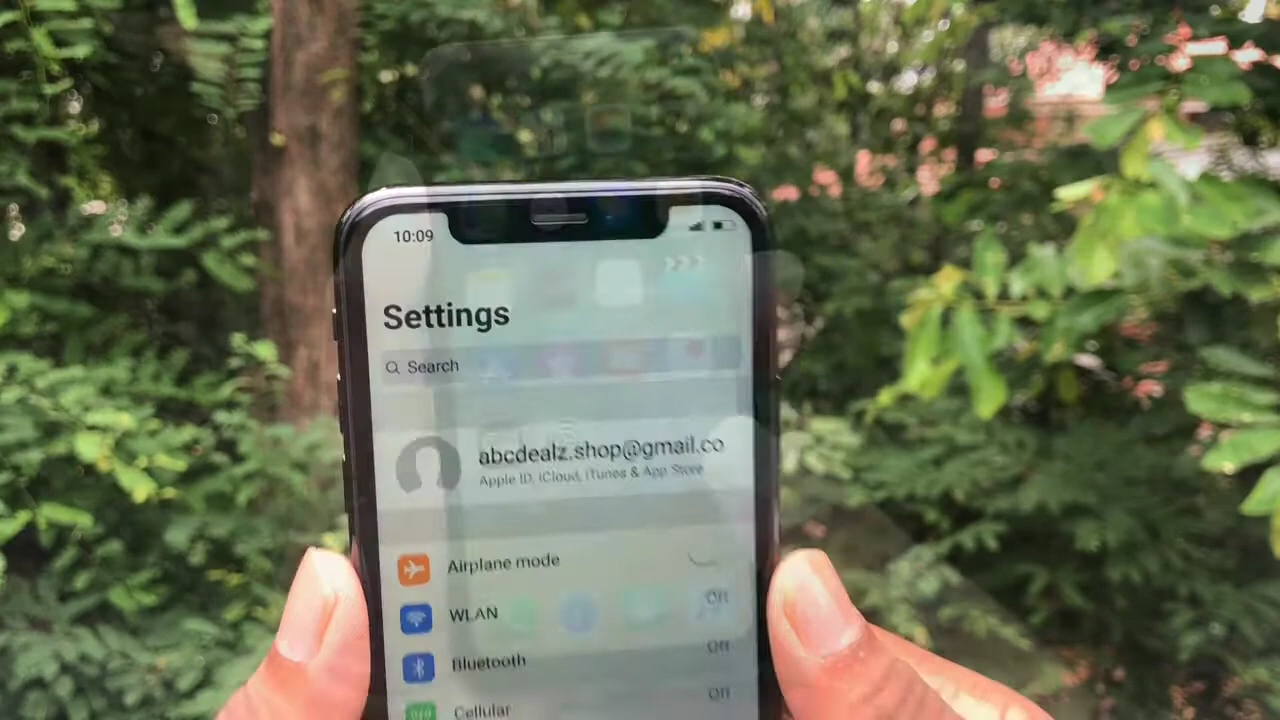 10:09
Settings
Search
abcdealz.shop@gmail.co
Apple ID, iCloud, iTunes & App Store
Airplane mode
WLAN Off
Bluetooth Off
Cellular Off